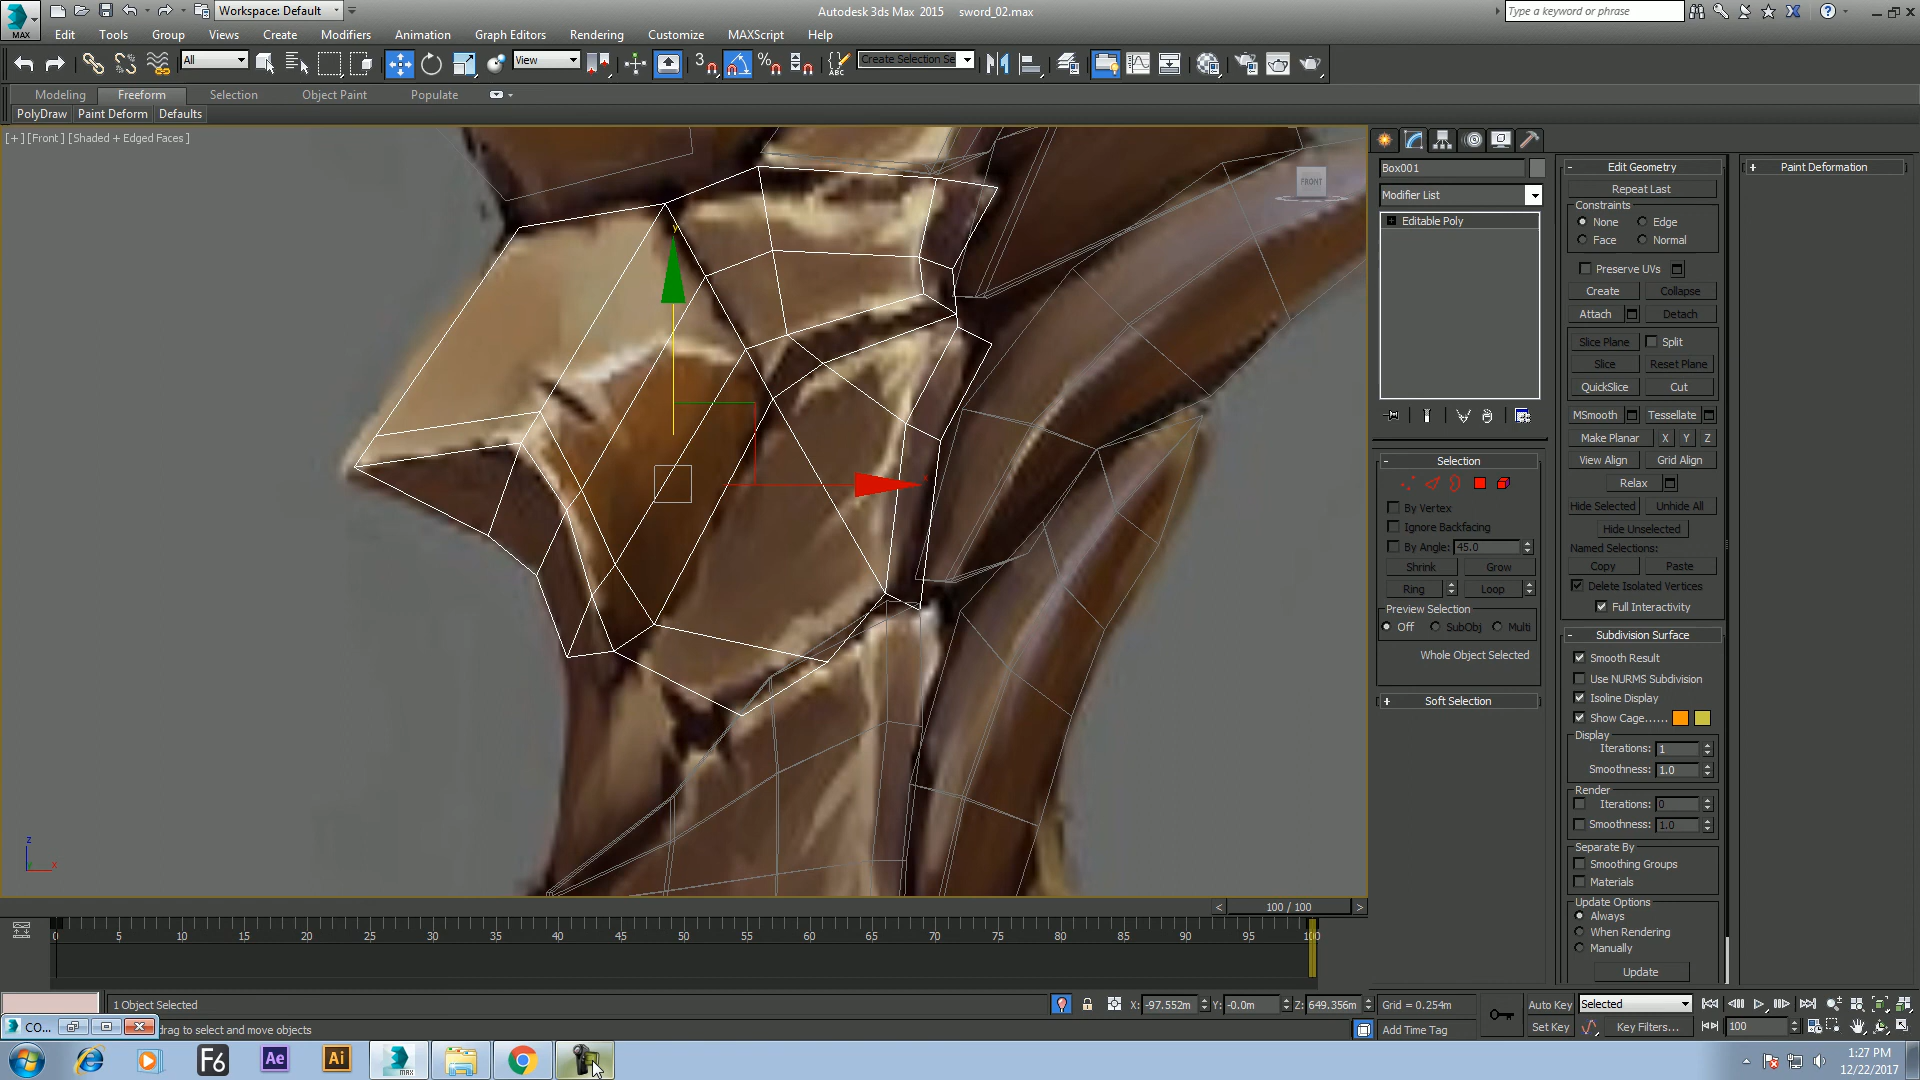 Workspace: Default
Autodesk 3ds Max 2015 sword_02.max
Type a keyword or phrase
MAX
Edit Tools Group Views Create Modifiers Animation Graph Editors Rendering Customize MAXScript Help
All View 3 % ABC Create Selection Se
Modeling Freeform Selection Object Paint Populate
PolyDraw Paint Deform Defaults
[+] [Front] [Shaded + Edged Faces]
FRONT
y
x
z
x
Box001
Modifier List
Editable Poly
- Selection
By Vertex
Ignore Backfacing
By Angle: 45.0
Shrink Grow
Ring Loop
Preview Selection
Off SubObj Multi
Whole Object Selected
+ Soft Selection
- Edit Geometry
Repeat Last
Constraints
None Edge
Face Normal
Preserve UVs
Create Collapse
Attach Detach
Slice Plane Split
Slice Reset Plane
QuickSlice Cut
MSmooth Tessellate
Make Planar X Y Z
View Align Grid Align
Relax
Hide Selected Unhide All
Hide Unselected
Named Selections:
Copy Paste
Delete Isolated Vertices
Full Interactivity
- Subdivision Surface
Smooth Result
Use NURMS Subdivision
Isoline Display
Show Cage......
Display
Iterations: 1
Smoothness: 1.0
Render
Iterations: 0
Smoothness: 1.0
Separate By
Smoothing Groups
Materials
Update Options
Always
When Rendering
Manually
Update
+ Paint Deformation
< 100 / 100 >
0 5 10 15 20 25 30 35 40 45 50 55 60 65 70 75 80 85 90 95 100
1 Object Selected
X: -97.552m Y: -0.0m Z: 649.356m Grid = 0.254m
Auto Key Selected
CO...
drag to select and move objects
Add Time Tag
Set Key Key Filters... 100
F6 Ae Ai MAX
1:27 PM
12/22/2017